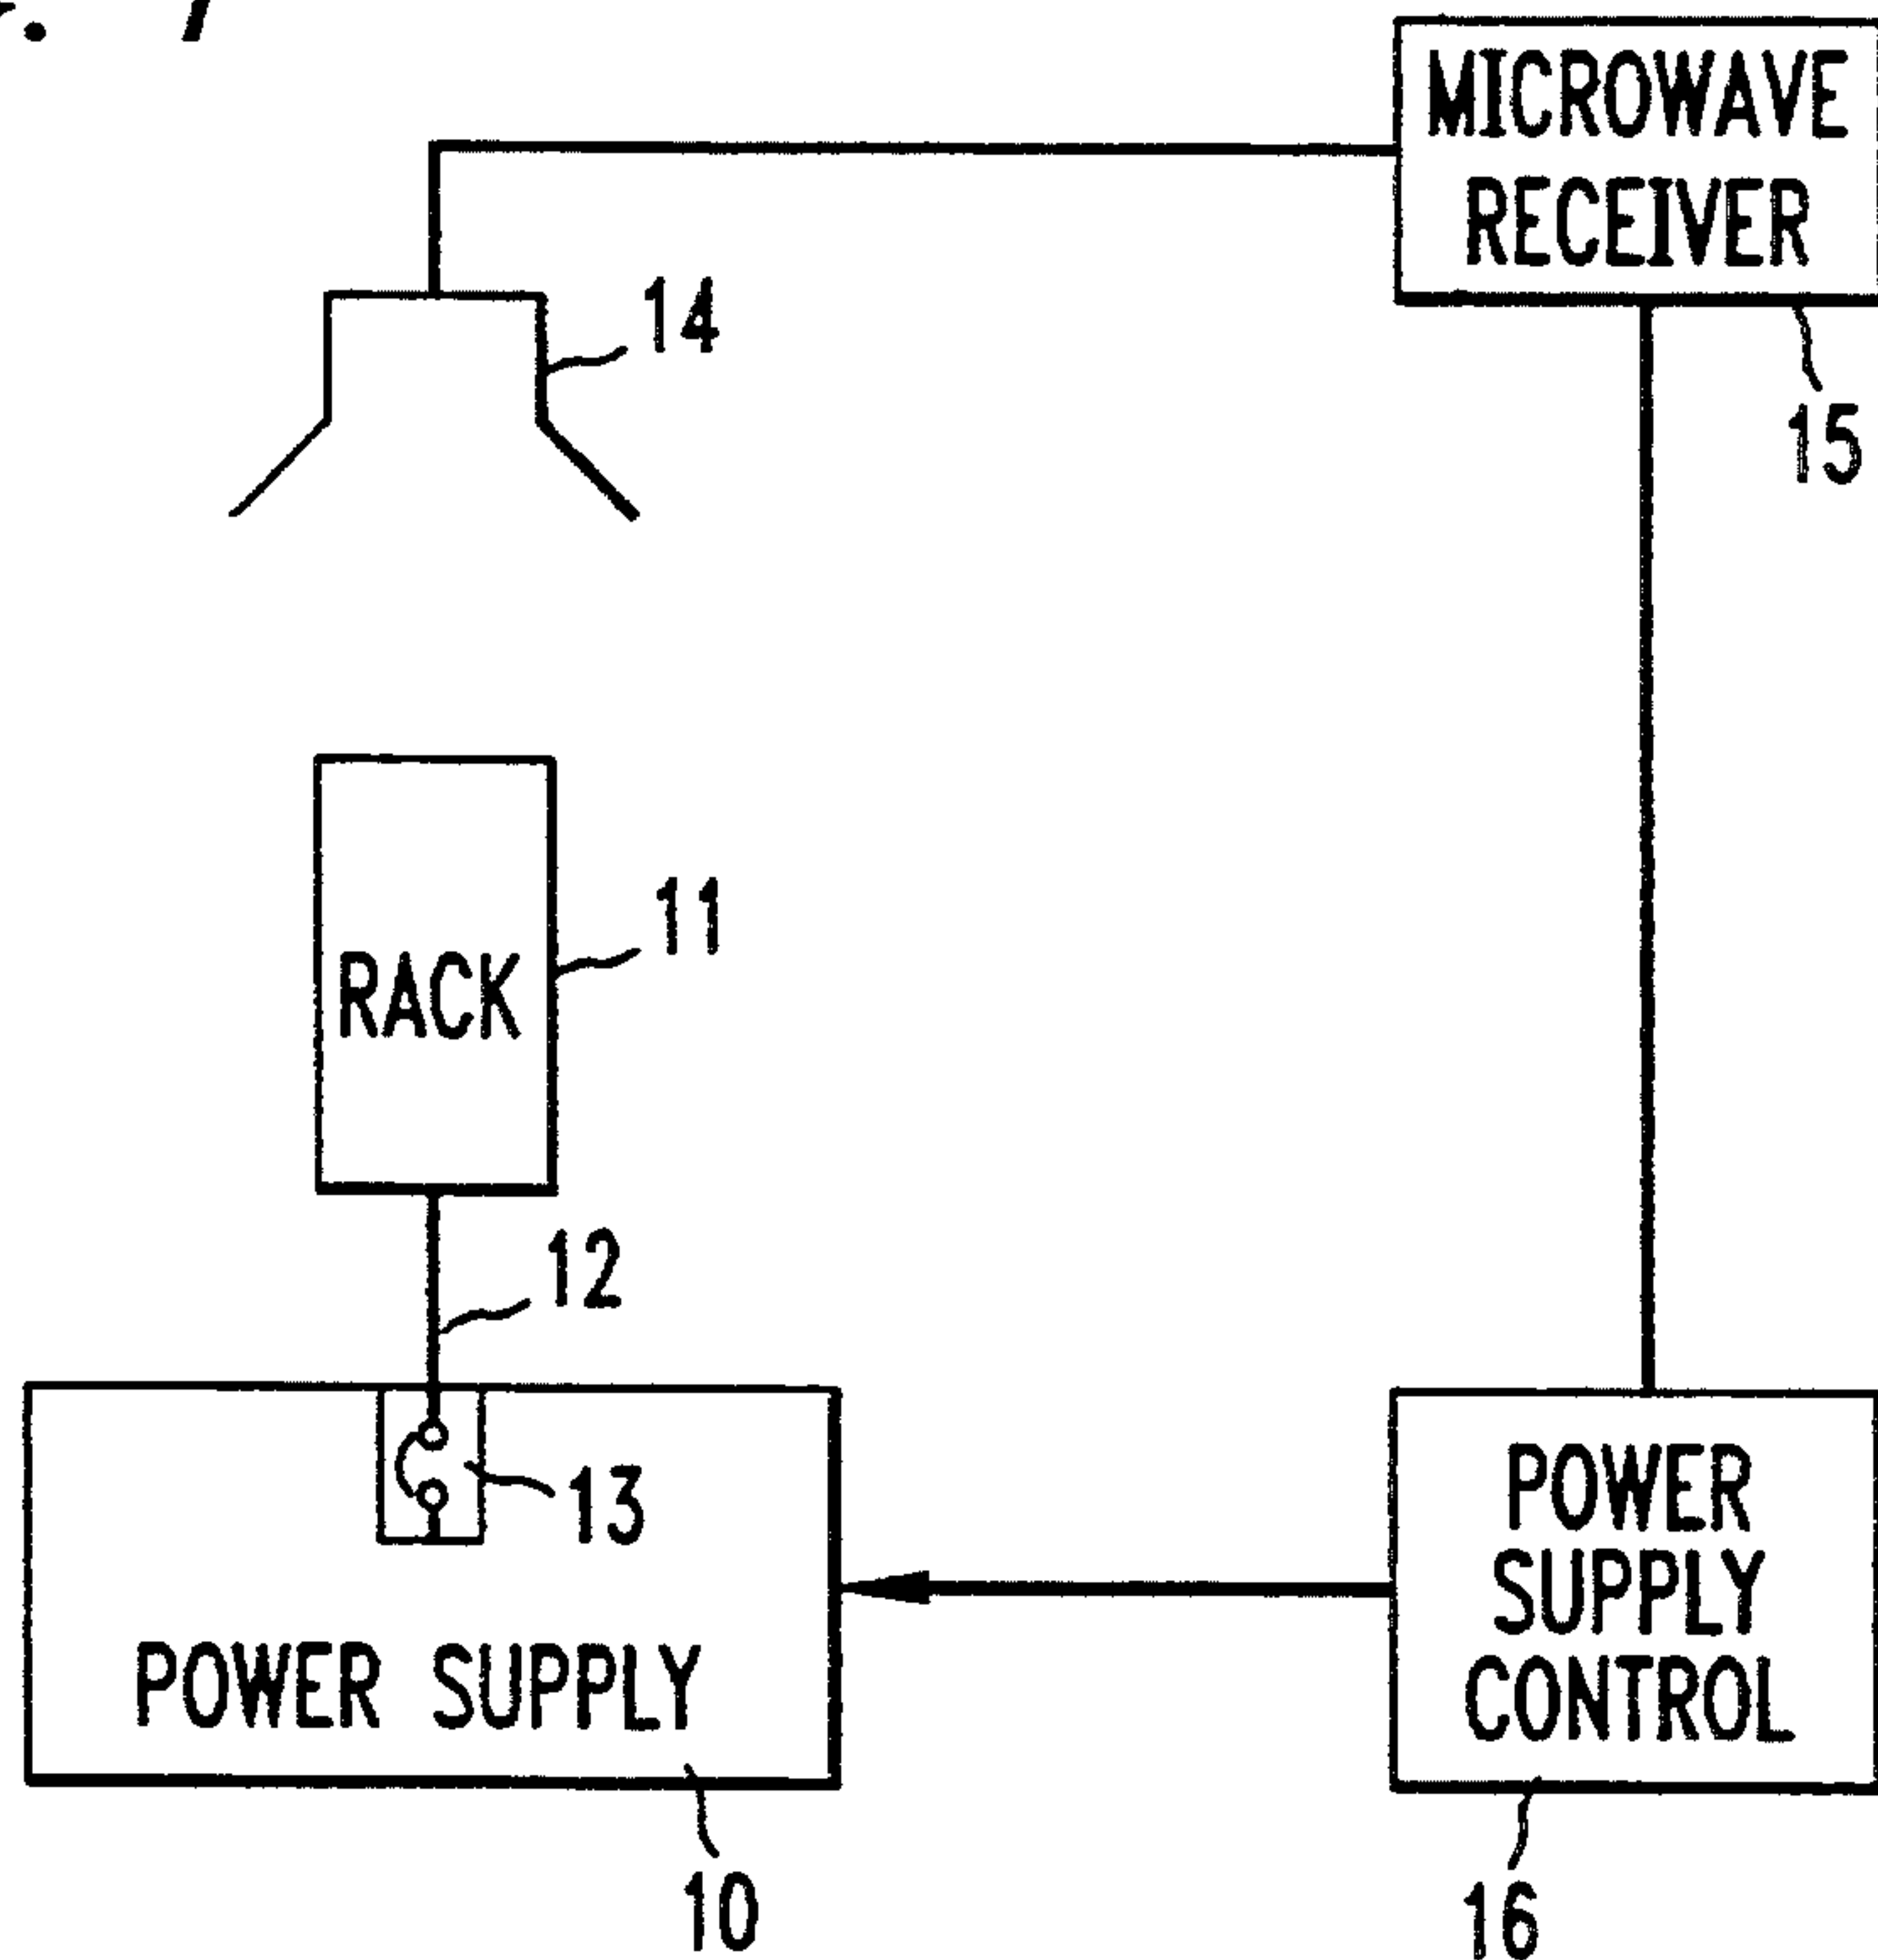 MICROWAVE
RECEIVER
14
15
11
RACK
12
13
POWER SUPPLY
POWER
SUPPLY
CONTROL
10
16